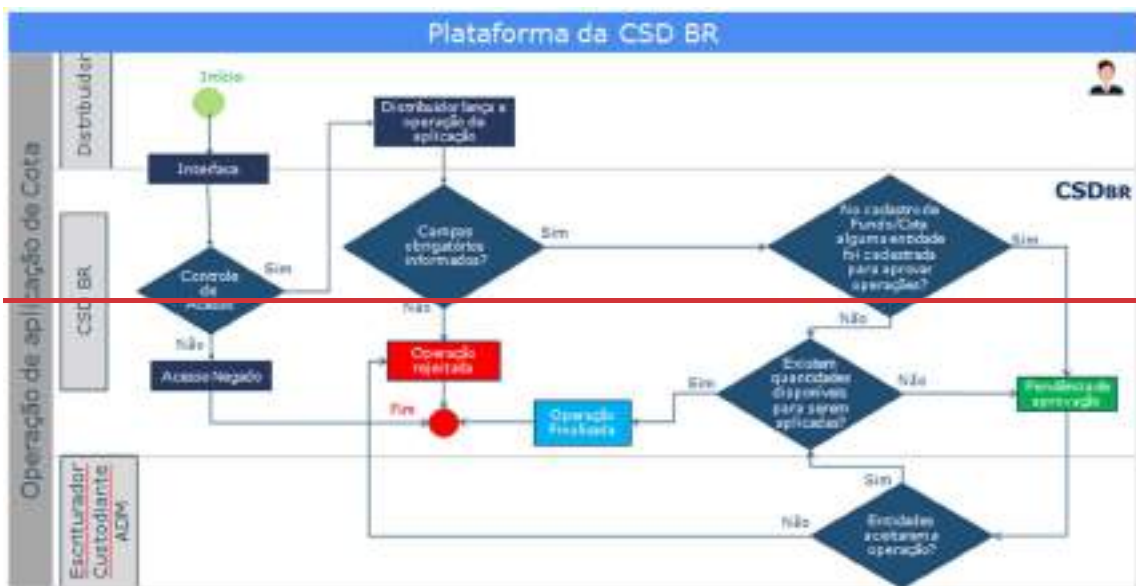 Plataforma da CSD BR
Operação de aplicação de Cota
Distribuidor
Início
Distribuidor lança a
operação de
aplicação
Interface
CSD BR
CSDBR
Controle
de
Acesso
Sim
Não
Acesso Negado
Campos
obrigatórios
informados?
Sim
Não
No cadastro de
Fundo/Cota
alguma entidade
foi cadastrada
para aprovar
operações?
Sim
Não
Operação
rejeitada
Fim
Operação
Finalizada
Sim
Existem
quantidades
disponíveis
para serem
aplicadas?
Não
Pendência de
aprovação
Escriturador
Custodiante
ADM
Sim
Não
Entidades
aceitaram a
operação?